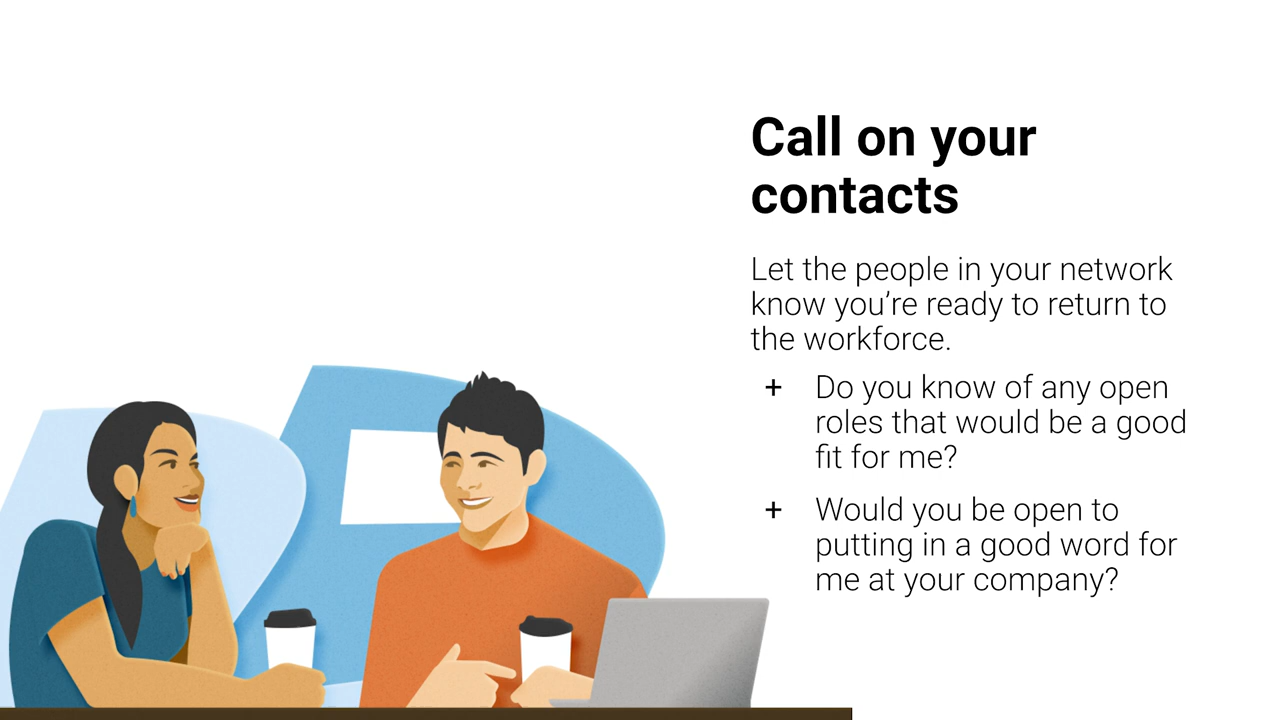 Call on your
contacts
Let the people in your network
know you’re ready to return to
the workforce.
+ Do you know of any open
roles that would be a good
fit for me?
+ Would you be open to
putting in a good word for
me at your company?